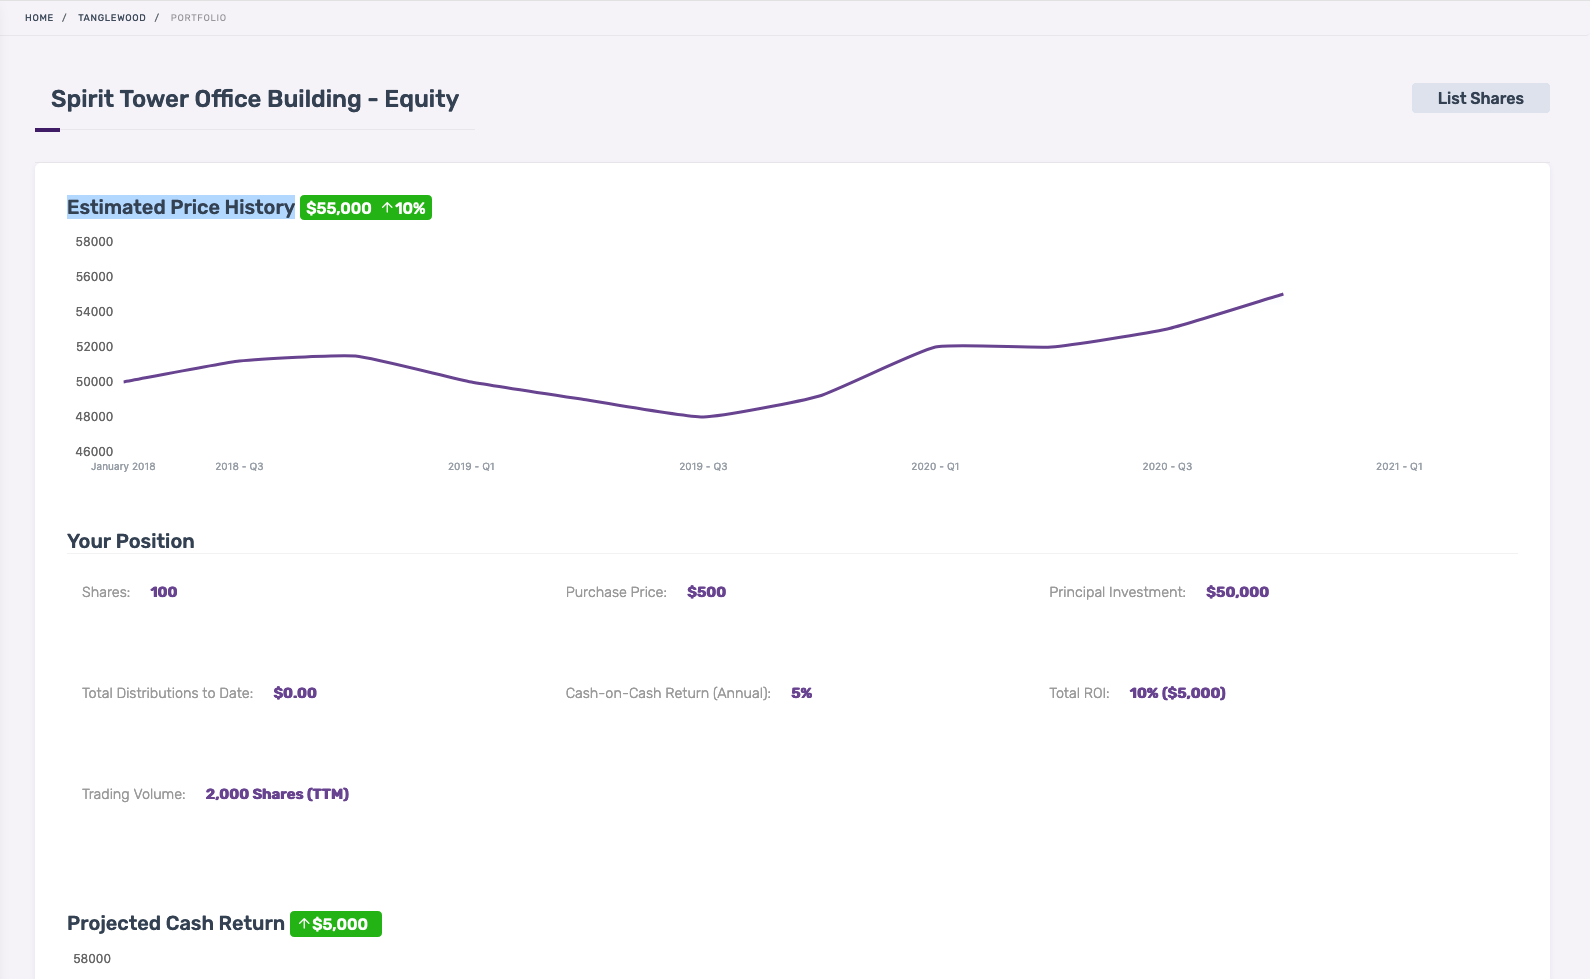 HOME / TANGLEWOOD / PORTFOLIO
Spirit Tower Office Building - Equity
List Shares
Estimated Price History $55,000 ↑10%
58000
56000
54000
52000
50000
48000
46000
January 2018 2018 - Q3 2019 - Q1 2019 - Q3 2020 - Q1 2020 - Q3 2021 - Q1
Your Position
Shares: 100 Purchase Price: $500 Principal Investment: $50,000
Total Distributions to Date: $0.00 Cash-on-Cash Return (Annual): 5% Total ROI: 10% ($5,000)
Trading Volume: 2,000 Shares (TTM)
Projected Cash Return ↑$5,000
58000